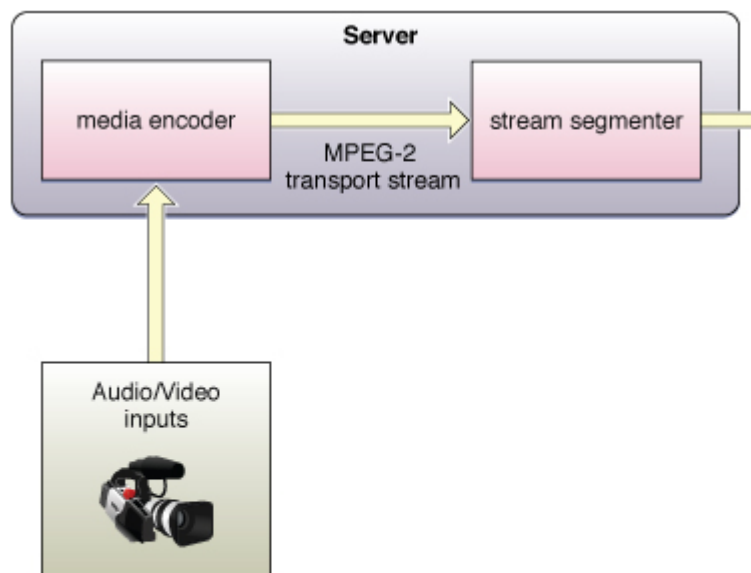 Server
media encoder
stream segmenter
MPEG-2
transport stream
Audio/Video
inputs